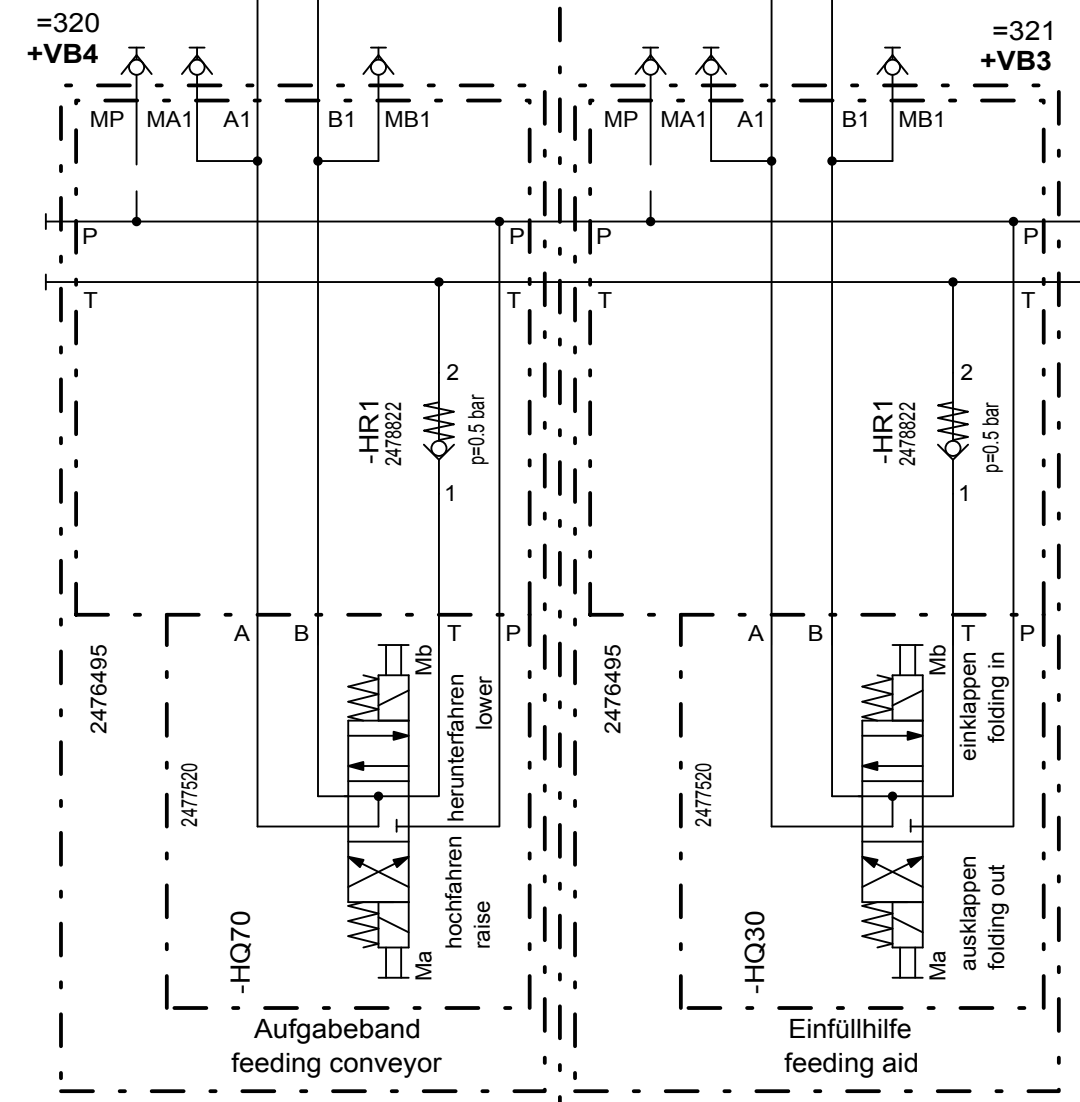 =320
+VB4
MP MA1 A1 B1 MB1
P P
T T
2
-HR1
2478822
p=0.5 bar
1
A B T P
2476495
2477520
Mb
herunterfahren
lower
hochfahren
raise
Ma
-HQ70
Aufgabeband
feeding conveyor
=321
+VB3
MP MA1 A1 B1 MB1
P P
T T
2
-HR1
2478822
p=0.5 bar
1
A B T P
2476495
2477520
Mb
einklappen
folding in
ausklappen
folding out
Ma
-HQ30
Einfüllhilfe
feeding aid